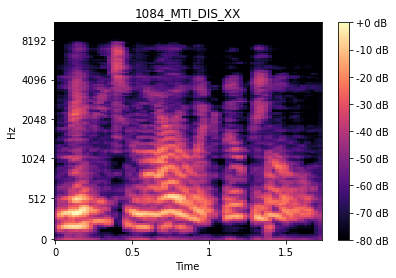 1084_MTI_DIS_XX
8192
4096
2048
1024
512
0
Hz
0
0.5
1
1.5
Time
+0 dB
-10 dB
-20 dB
-30 dB
-40 dB
-50 dB
-60 dB
-70 dB
-80 dB